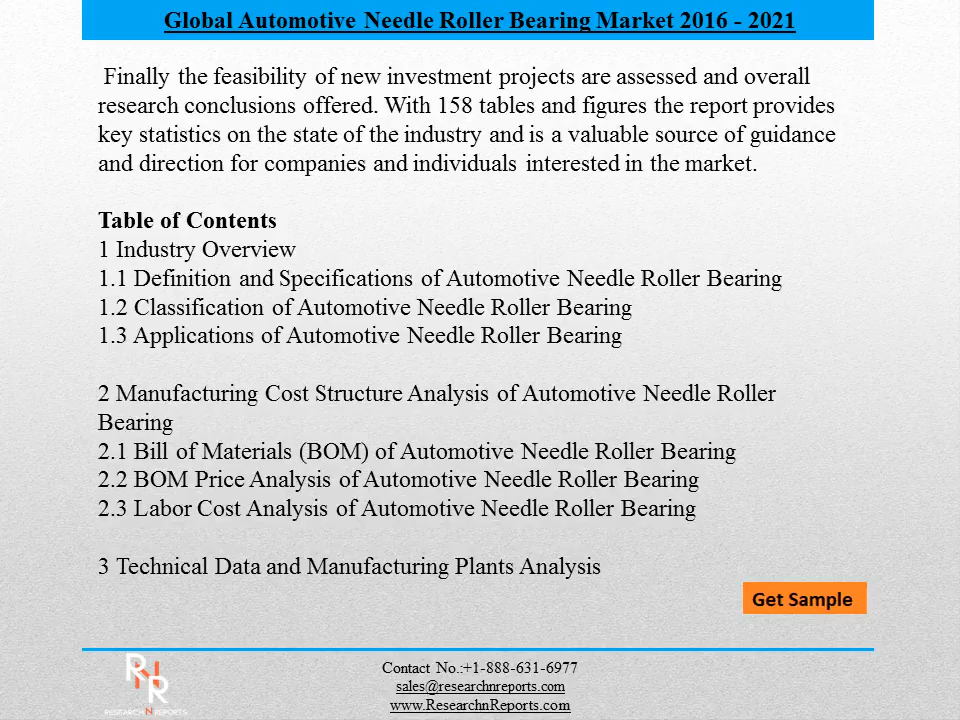 Global Automotive Needle Roller Bearing Market 2016 - 2021
Finally the feasibility of new investment projects are assessed and overall
research conclusions offered. With 158 tables and figures the report provides
key statistics on the state of the industry and is a valuable source of guidance
and direction for companies and individuals interested in the market.
Table of Contents
1 Industry Overview
1.1 Definition and Specifications of Automotive Needle Roller Bearing
1.2 Classification of Automotive Needle Roller Bearing
1.3 Applications of Automotive Needle Roller Bearing
2 Manufacturing Cost Structure Analysis of Automotive Needle Roller
Bearing
2.1 Bill of Materials (BOM) of Automotive Needle Roller Bearing
2.2 BOM Price Analysis of Automotive Needle Roller Bearing
2.3 Labor Cost Analysis of Automotive Needle Roller Bearing
3 Technical Data and Manufacturing Plants Analysis
Get Sample
RNR
RESEARCH N REPORTS
Contact No.:+1-888-631-6977
sales@researchnreports.com
www.ResearchnReports.com